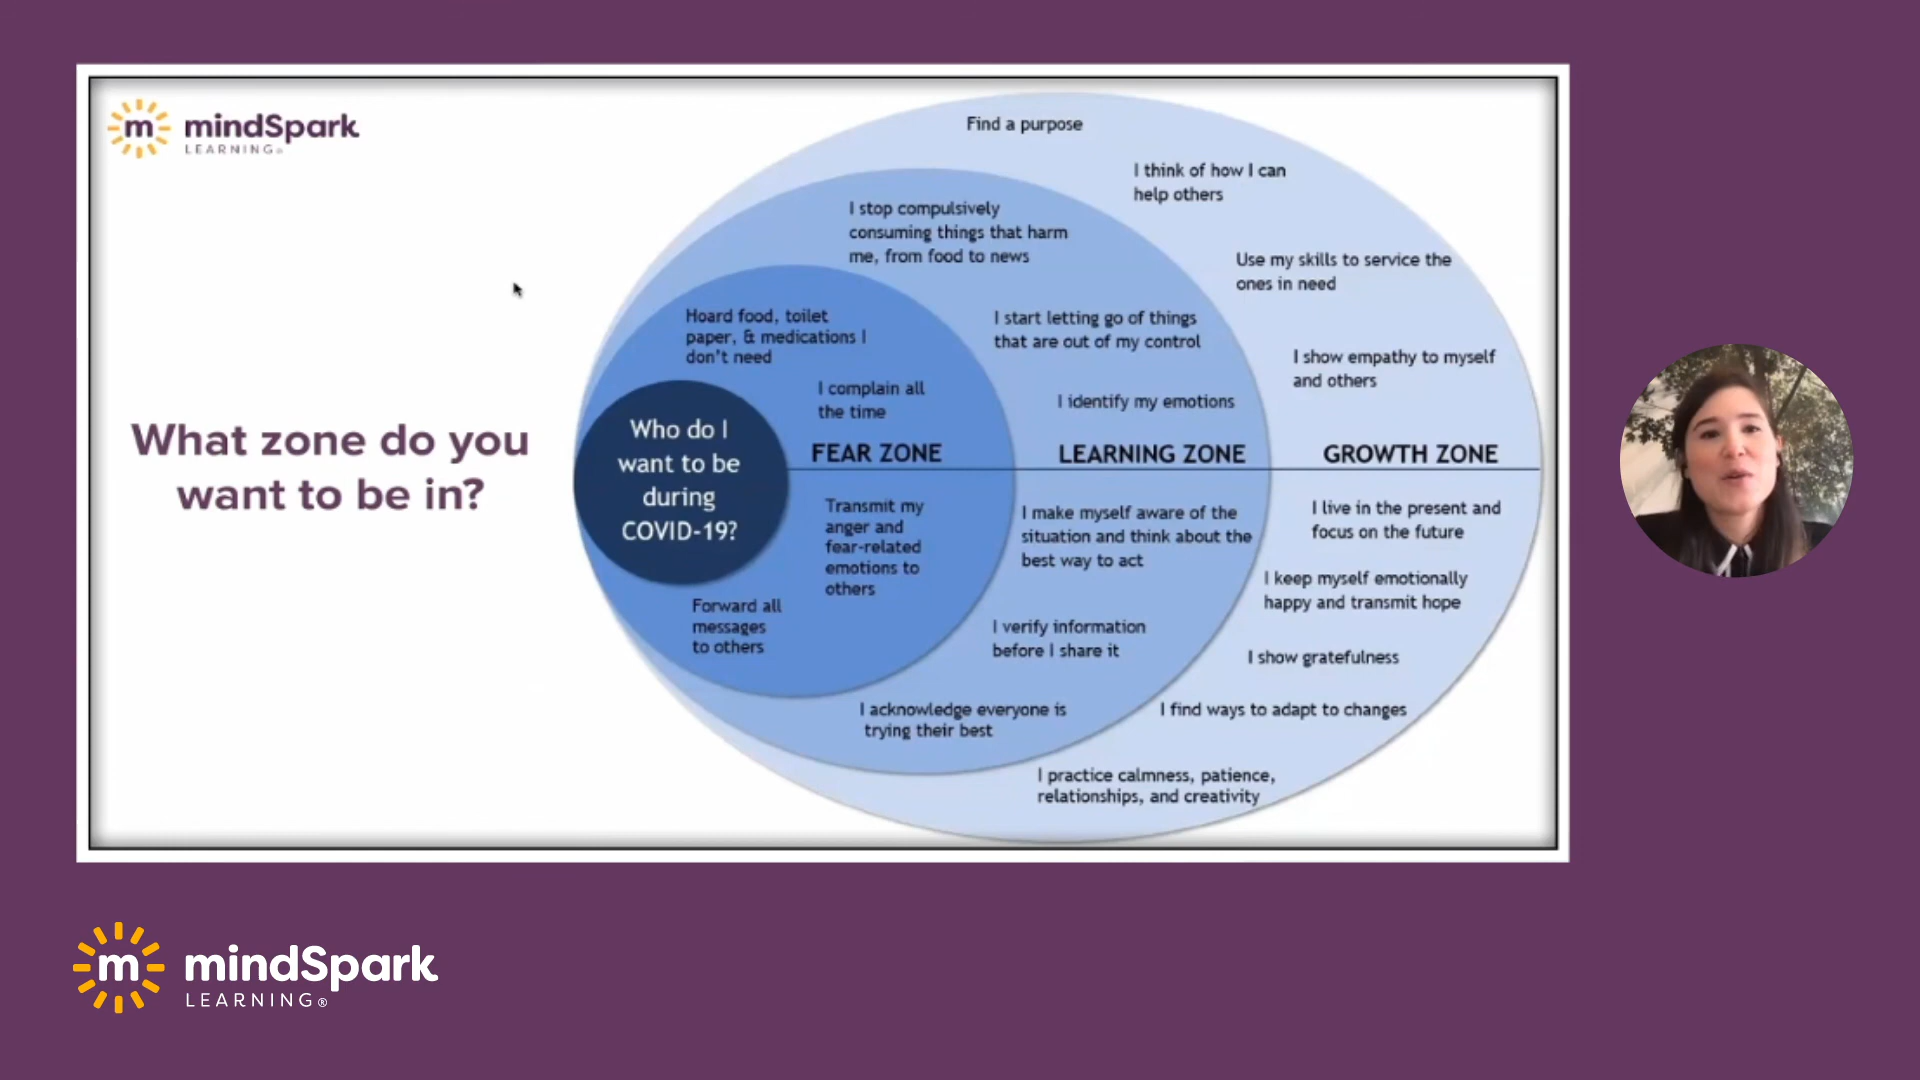 m mindSpark
LEARNING®
What zone do you
want to be in?
Who do I
want to be
during
COVID-19?
Hoard food, toilet
paper, & medications I
don't need
I complain all
the time
FEAR ZONE
Transmit my
anger and
fear-related
emotions to
others
Forward all
messages
to others
I stop compulsively
consuming things that harm
me, from food to news
I start letting go of things
that are out of my control
I identify my emotions
LEARNING ZONE
I make myself aware of the
situation and think about the
best way to act
I verify information
before I share it
I acknowledge everyone is
trying their best
Find a purpose
I think of how I can
help others
Use my skills to service the
ones in need
I show empathy to myself
and others
GROWTH ZONE
I live in the present and
focus on the future
I keep myself emotionally
happy and transmit hope
I show gratefulness
I find ways to adapt to changes
I practice calmness, patience,
relationships, and creativity
m mindSpark
LEARNING®